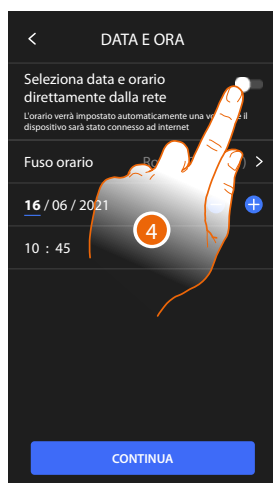 DATA E ORA
Seleziona data e orario
direttamente dalla rete
L'orario verrà impostato automaticamente una il
dispositivo sarà stato connesso ad internet
Fuso orario
16 / 06 / 2021
4
10 : 45
CONTINUA